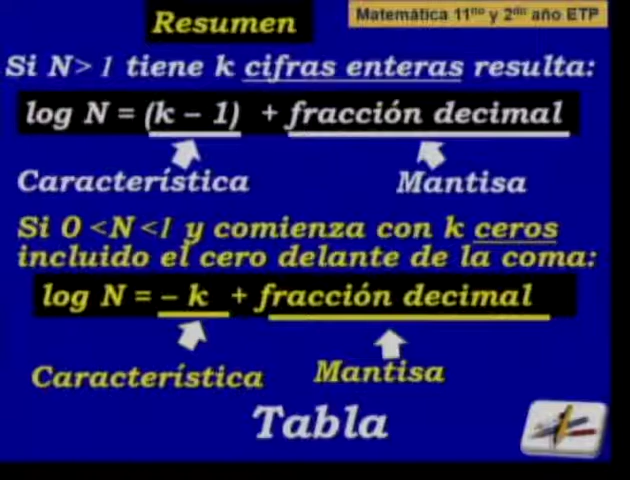 Resumen
Matemática 11no y 2do año ETP
Si N > 1 tiene k cifras enteras resulta:
log N = (k – 1) + fracción decimal
Característica Mantisa
Si 0 < N < 1 y comienza con k ceros
incluido el cero delante de la coma:
log N = – k + fracción decimal
Característica Mantisa
Tabla